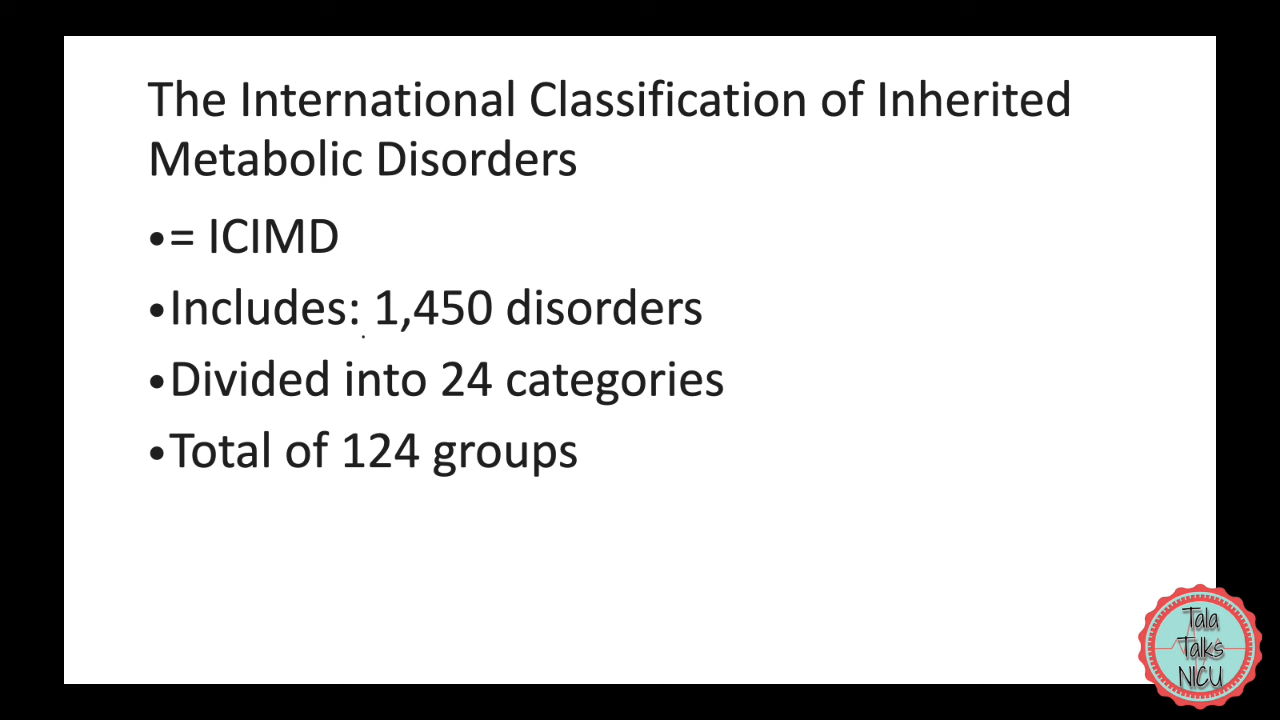 The International Classification of Inherited
Metabolic Disorders
•= ICIMD
•Includes: 1,450 disorders
•Divided into 24 categories
•Total of 124 groups
Tala
Talks
NICU